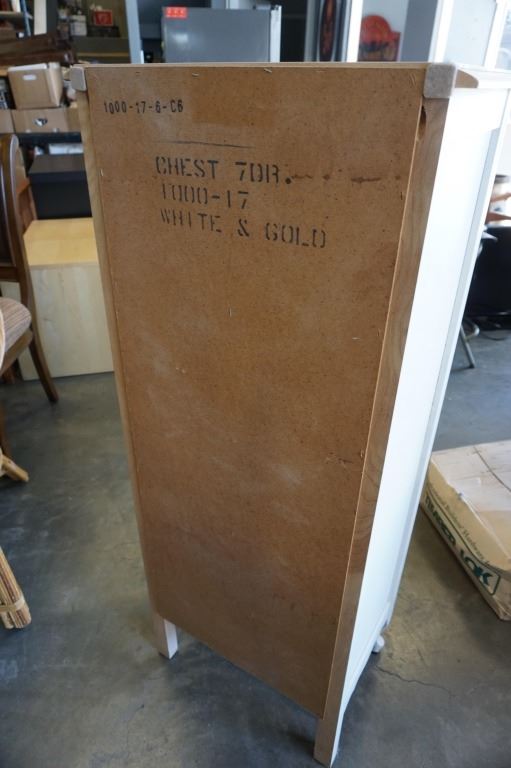 1000-17-6-C6
CHEST 7DR.
1000-17
WHITE & GOLD